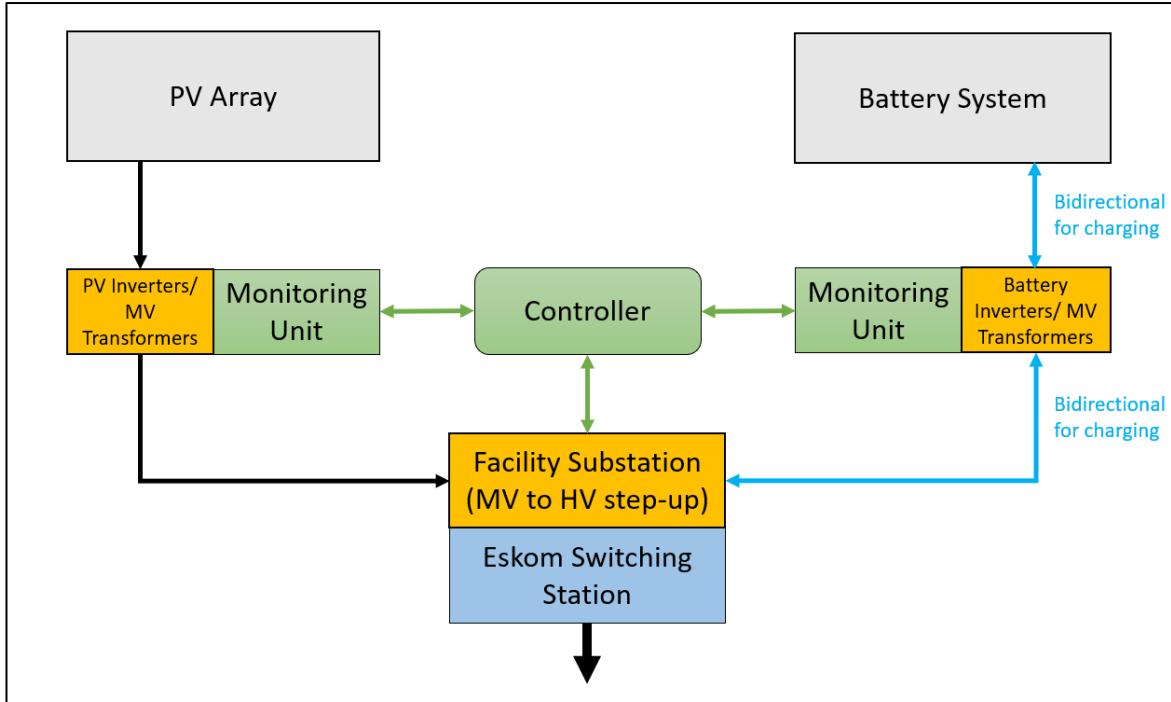 PV Array
Battery System
Bidirectional
for charging
PV Inverters/
MV
Transformers
Monitoring
Unit
Controller
Monitoring
Unit
Battery
Inverters/ MV
Transformers
Bidirectional
for charging
Facility Substation
(MV to HV step-up)
Eskom Switching
Station